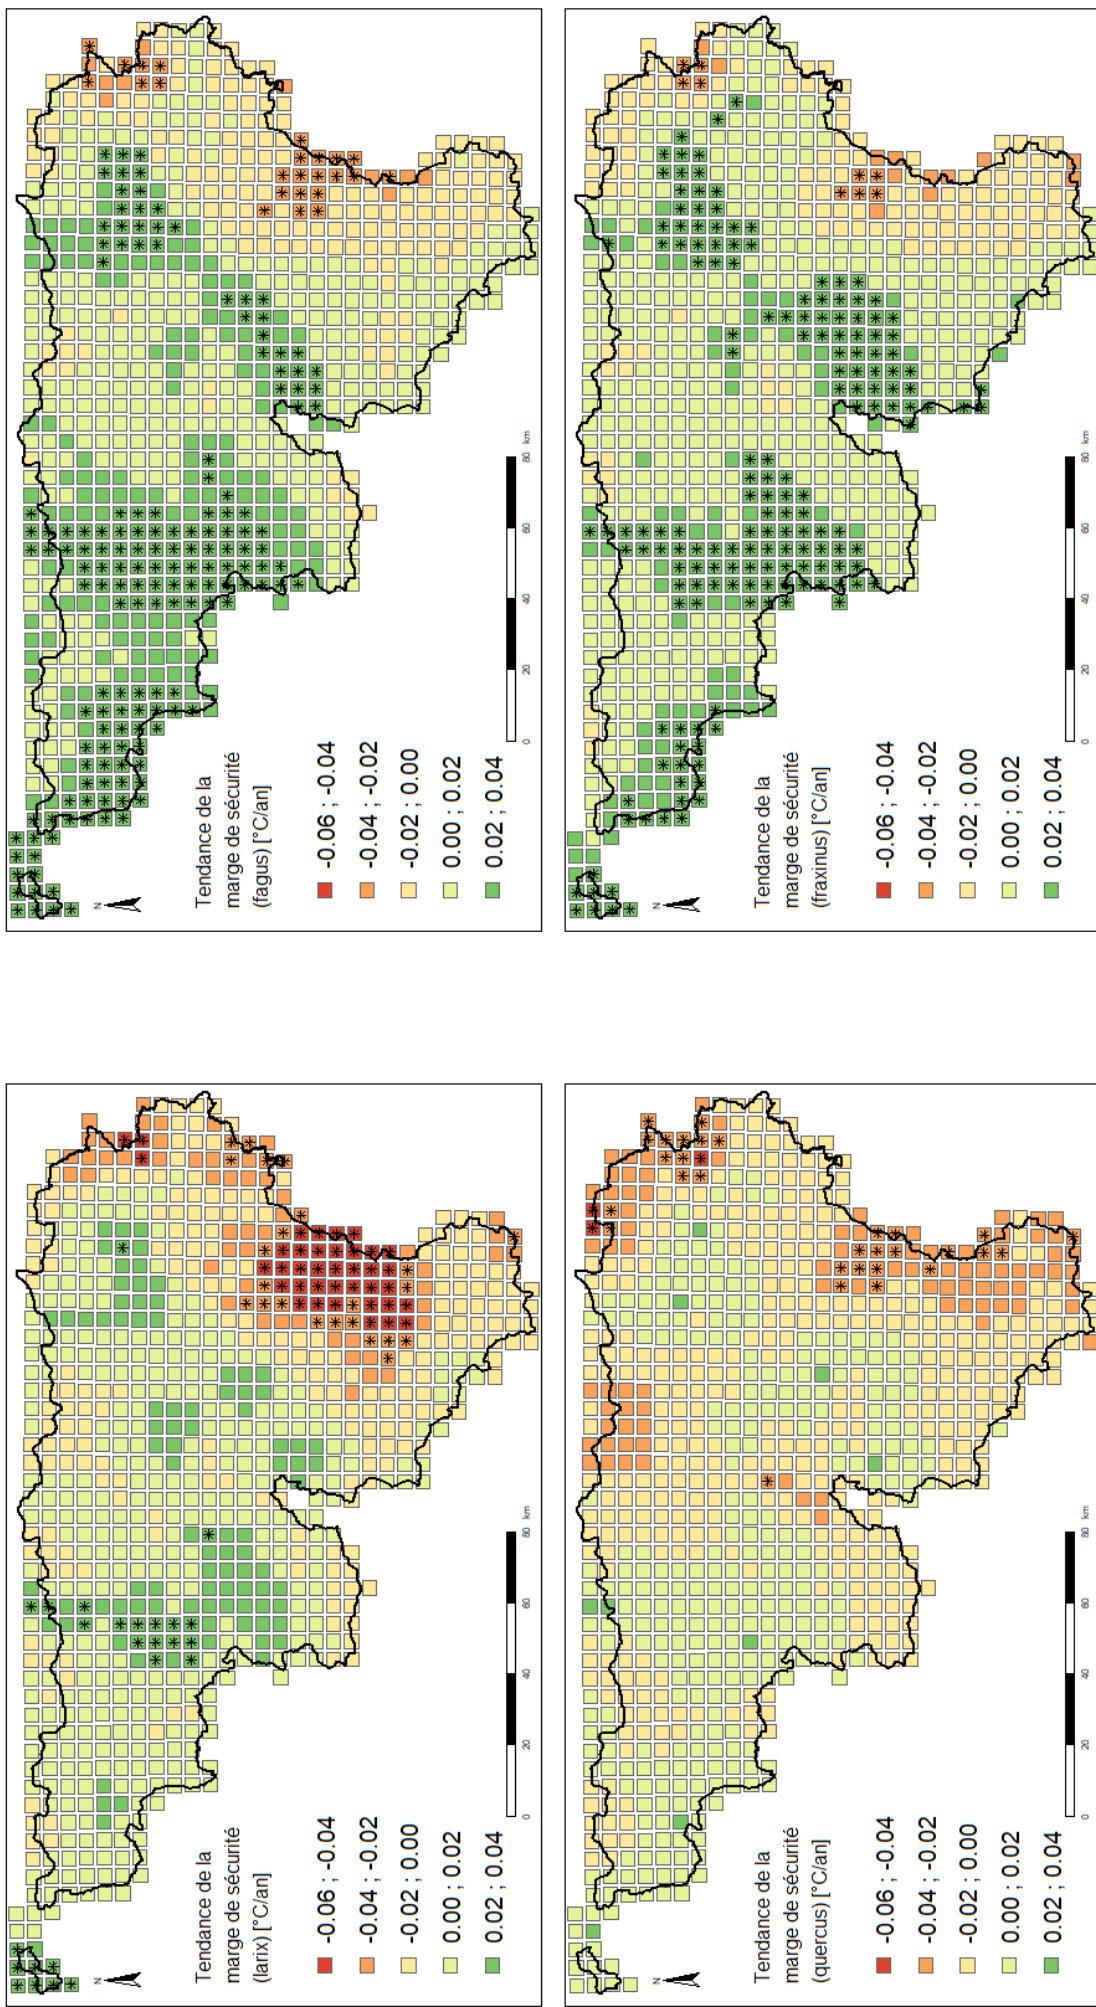 N
Tendance de la
marge de sécurité
(larix) [°C/an]
-0.06 ; -0.04
-0.04 ; -0.02
-0.02 ; 0.00
0.00 ; 0.02
0.02 ; 0.04
0 20 40 60 80 km
N
Tendance de la
marge de sécurité
(fagus) [°C/an]
-0.06 ; -0.04
-0.04 ; -0.02
-0.02 ; 0.00
0.00 ; 0.02
0.02 ; 0.04
0 20 40 60 80 km
N
Tendance de la
marge de sécurité
(quercus) [°C/an]
-0.06 ; -0.04
-0.04 ; -0.02
-0.02 ; 0.00
0.00 ; 0.02
0.02 ; 0.04
0 20 40 60 80 km
N
Tendance de la
marge de sécurité
(fraxinus) [°C/an]
-0.06 ; -0.04
-0.04 ; -0.02
-0.02 ; 0.00
0.00 ; 0.02
0.02 ; 0.04
0 20 40 60 80 km